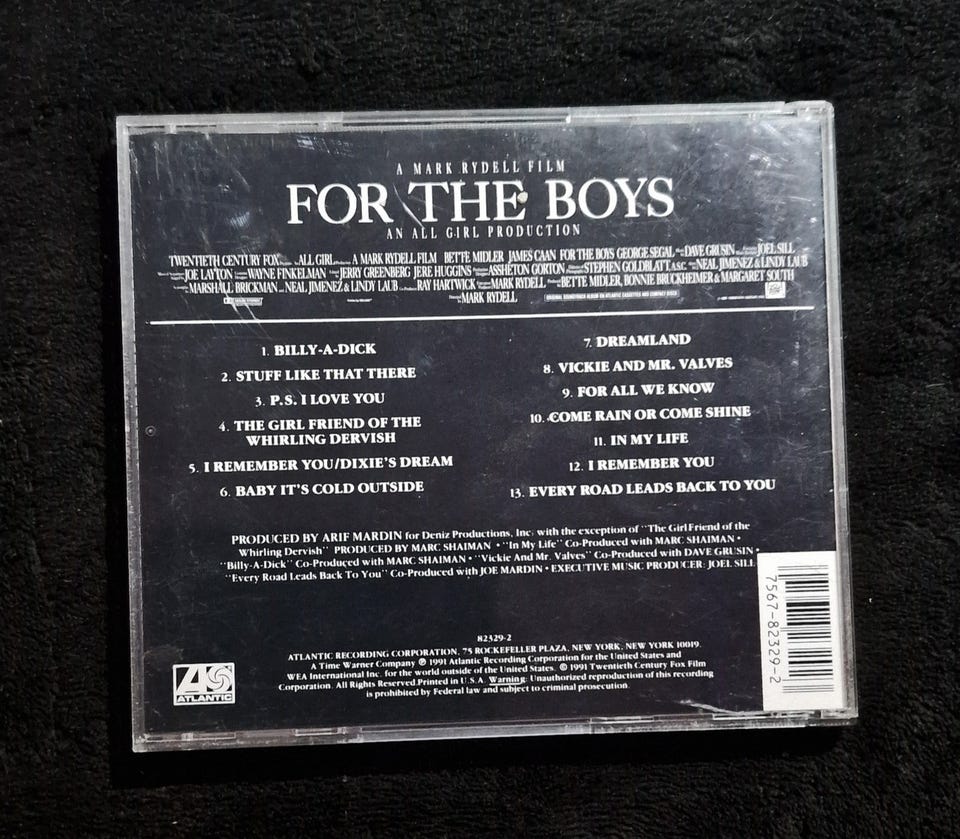 A MARK RYDELL FILM
FOR THE BOYS
AN ALL GIRL PRODUCTION
TWENTIETH CENTURY FOX ALL GIRL A MARK RYDELL FILM BETTE MIDLER JAMES CAAN FOR THE BOYS GEORGE SEGAL DAVE GRUSIN JOEL SILL
JOE LAYTON WAYNE FINKELMAN JERRY GREENBERG JERE HUGGINS ASSHETON GORTON STEPHEN GOLDBLATT, A.S.C. NEAL JIMENEZ & LINDY LAUB
MARSHALL BRICKMAN NEAL JIMENEZ & LINDY LAUB RAY HARTWICK MARK RYDELL BETTE MIDLER, BONNIE BRUCKHEIMER & MARGARET SOUTH
MARK RYDELL
1. BILLY-A-DICK
2. STUFF LIKE THAT THERE
3. P.S. I LOVE YOU
4. THE GIRL FRIEND OF THE
WHIRLING DERVISH
5. I REMEMBER YOU/DIXIE'S DREAM
6. BABY IT'S COLD OUTSIDE
7. DREAMLAND
8. VICKIE AND MR. VALVES
9. FOR ALL WE KNOW
10. COME RAIN OR COME SHINE
11. IN MY LIFE
12. I REMEMBER YOU
13. EVERY ROAD LEADS BACK TO YOU
PRODUCED BY ARIF MARDIN for Deniz Productions, Inc. with the exception of "The Girl Friend of the
Whirling Dervish" PRODUCED BY MARC SHAIMAN • "In My Life" Co-Produced with MARC SHAIMAN •
"Billy-A-Dick" Co-Produced with MARC SHAIMAN • "Vickie And Mr. Valves" Co-Produced with DAVE GRUSIN •
"Every Road Leads Back To You" Co-Produced with JOE MARDIN • EXECUTIVE MUSIC PRODUCER: JOEL SILL
7567-82329-2
82329-2
ATLANTIC RECORDING CORPORATION, 75 ROCKEFELLER PLAZA, NEW YORK, NEW YORK 10019.
A Time Warner Company ℗ 1991 Atlantic Recording Corporation for the United States and
WEA International Inc. for the world outside of the United States. © 1991 Twentieth Century Fox Film
Corporation. All Rights Reserved. Printed in U.S.A. Warning: Unauthorized reproduction of this recording
is prohibited by Federal law and subject to criminal prosecution.
ATLANTIC